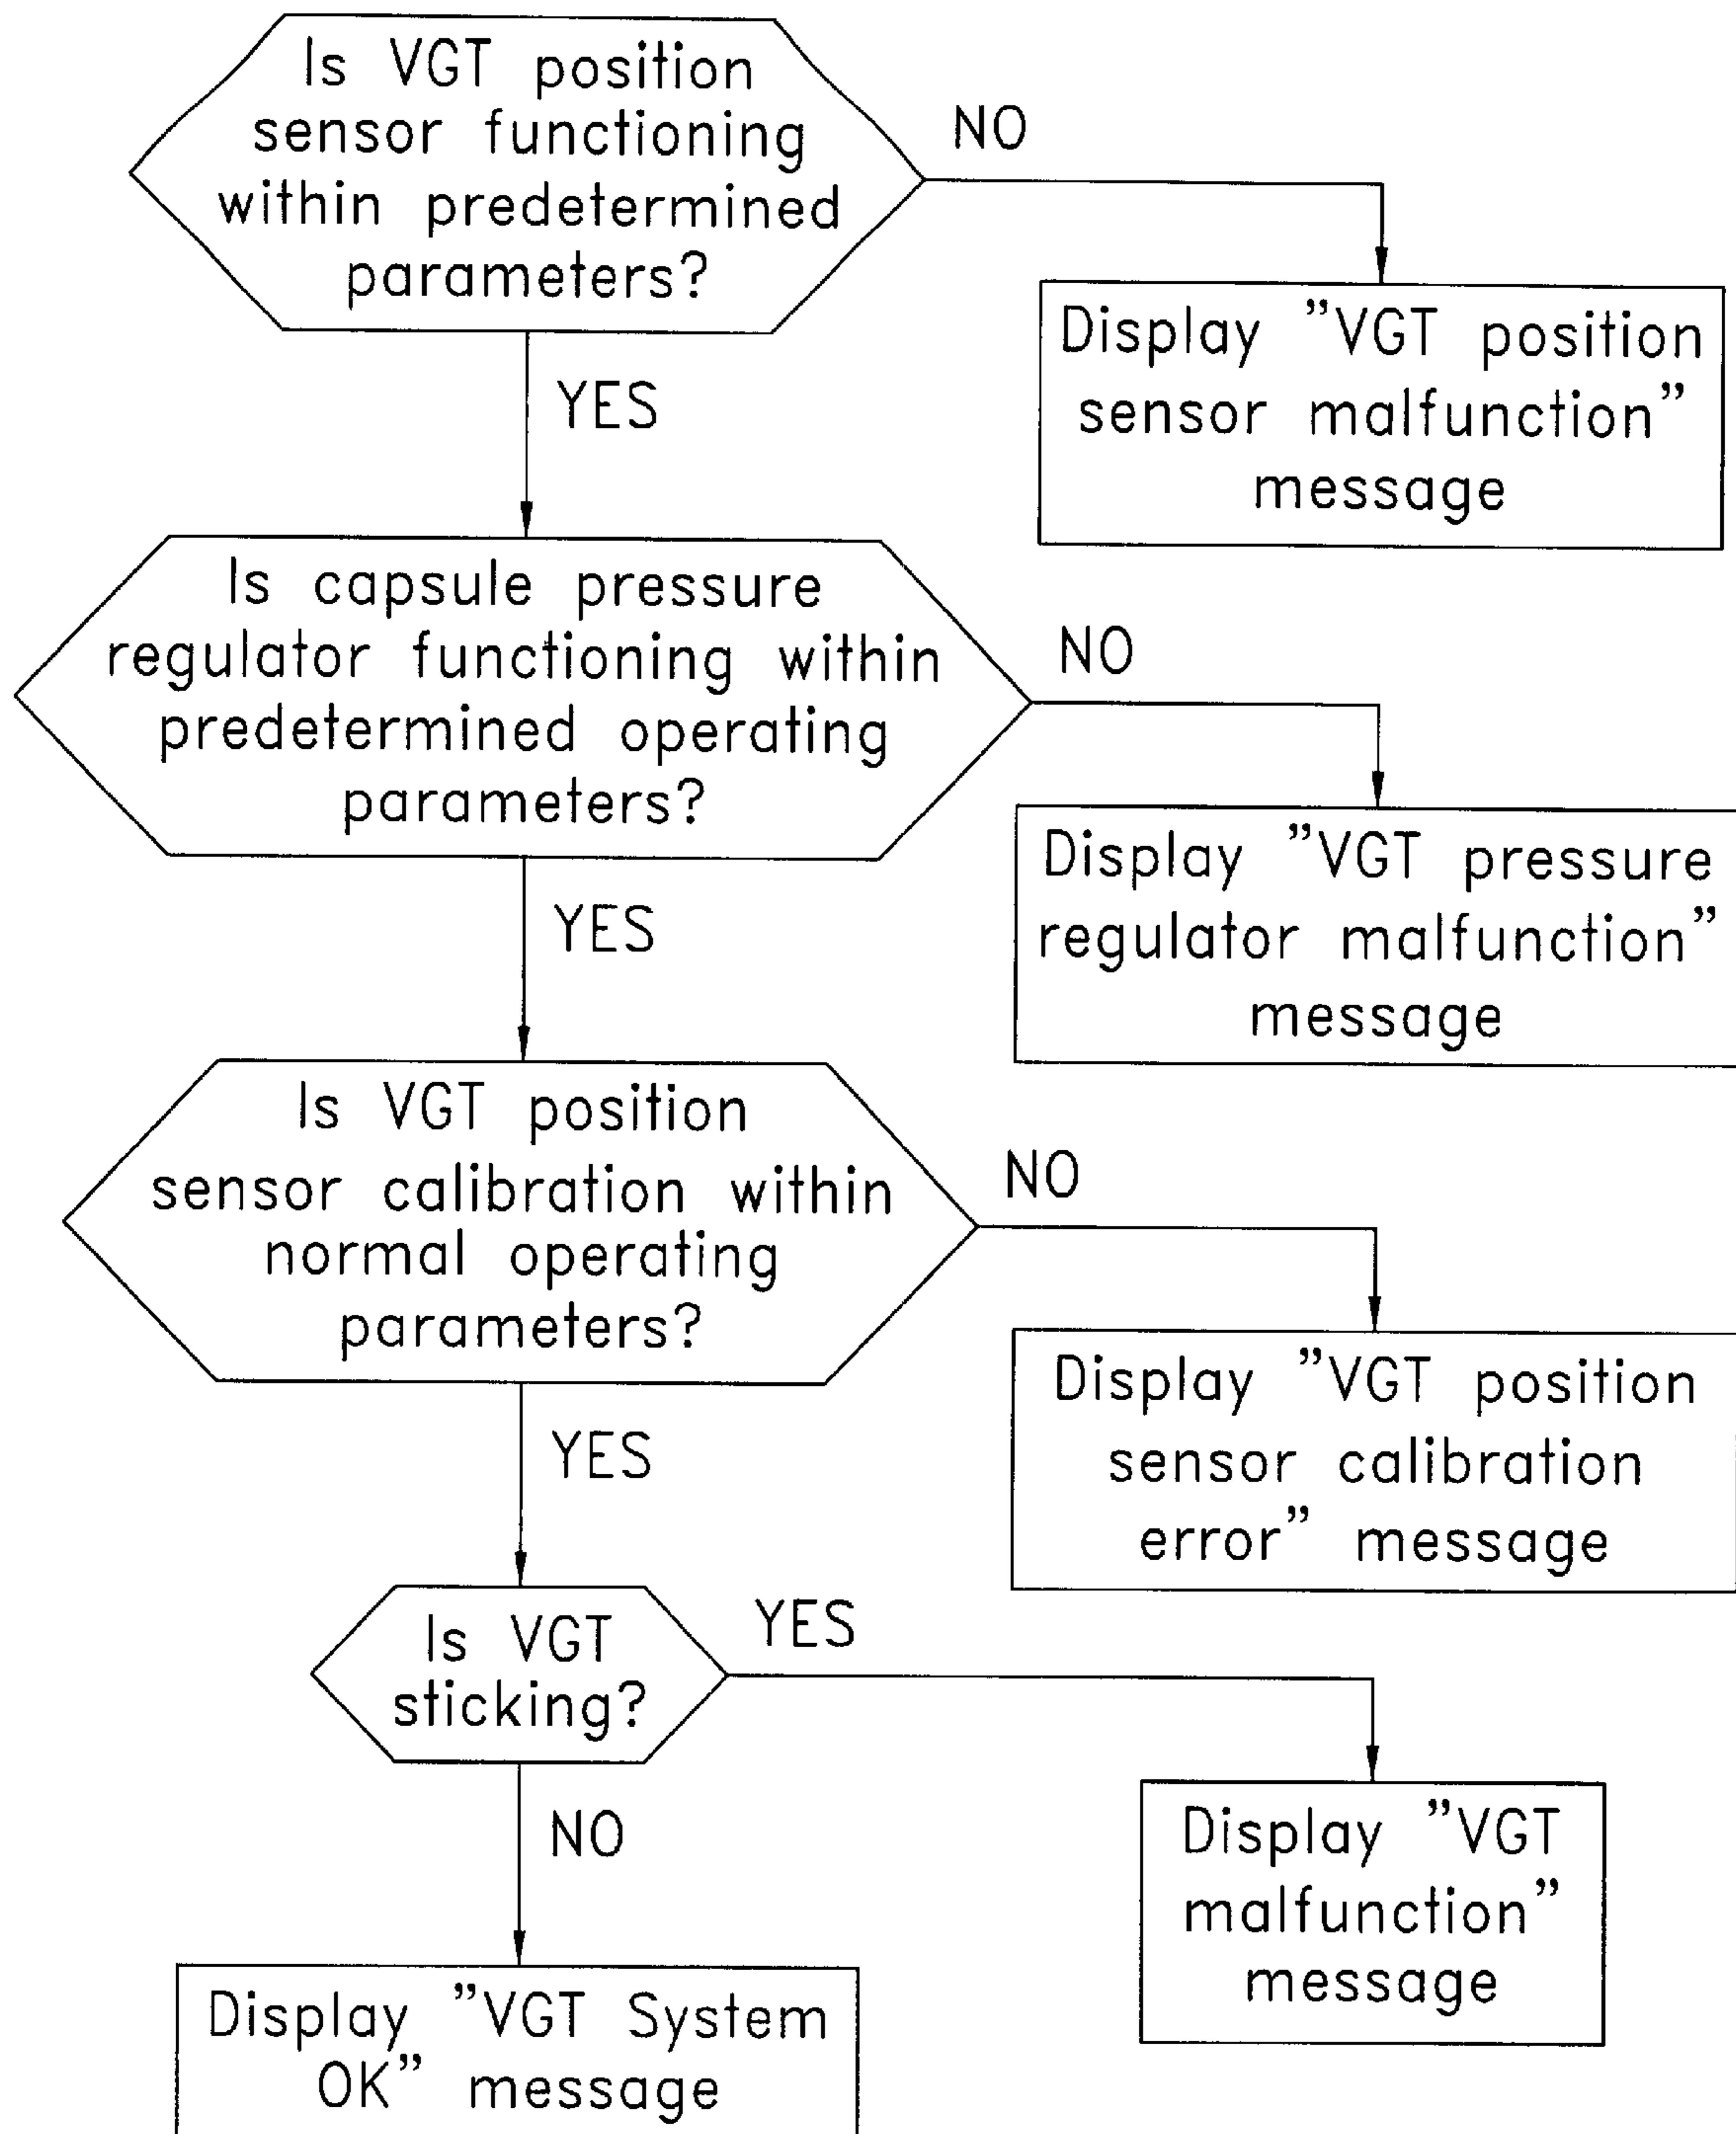 Is VGT position
sensor functioning
within predetermined
parameters?
NO
Display "VGT position
sensor malfunction"
message
YES
Is capsule pressure
regulator functioning within
predetermined operating
parameters?
NO
Display "VGT pressure
regulator malfunction"
message
YES
Is VGT position
sensor calibration within
normal operating
parameters?
NO
Display "VGT position
sensor calibration
error" message
YES
Is VGT
sticking?
YES
Display "VGT
malfunction"
message
NO
Display "VGT System
OK" message